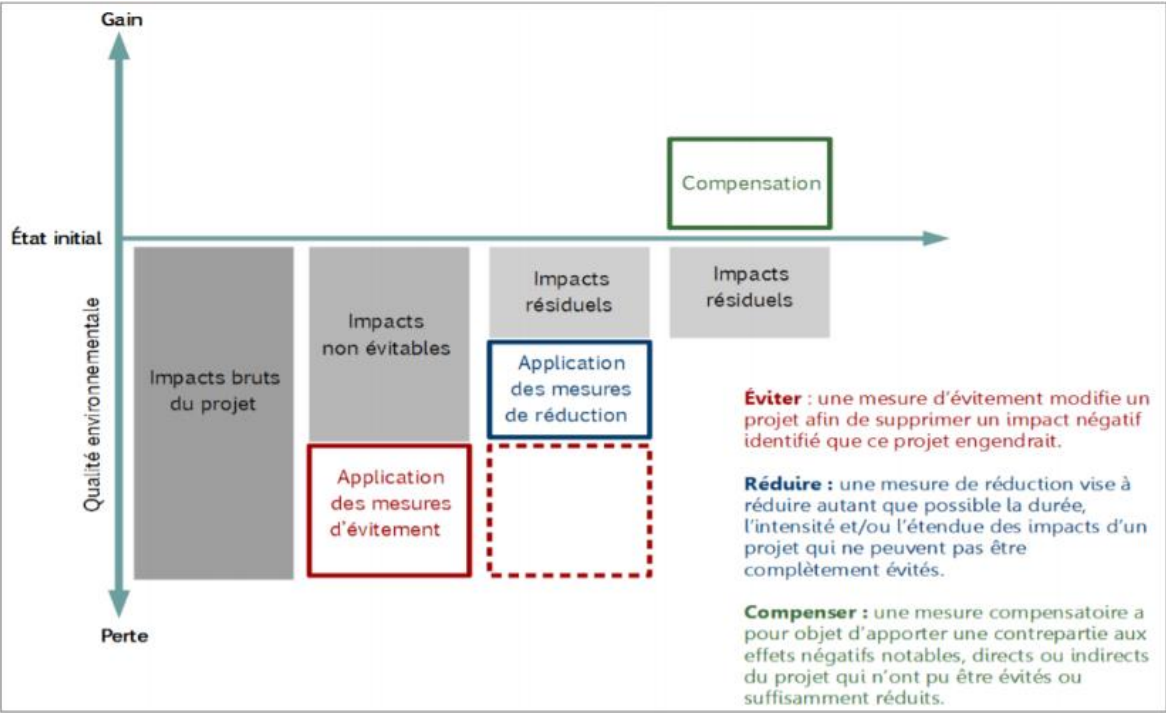 Gain
Compensation
État initial
Qualité environnementale
Impacts bruts
du projet
Impacts
non évitables
Application
des mesures
d'évitement
Impacts
résiduels
Application
des mesures
de réduction
Impacts
résiduels
Perte
Éviter : une mesure d'évitement modifie un
projet afin de supprimer un impact négatif
identifié que ce projet engendrait.
Réduire : une mesure de réduction vise à
réduire autant que possible la durée,
l'intensité et/ou l'étendue des impacts d'un
projet qui ne peuvent pas être
complètement évités.
Compenser : une mesure compensatoire a
pour objet d'apporter une contrepartie aux
effets négatifs notables, directs ou indirects
du projet qui n'ont pu être évités ou
suffisamment réduits.